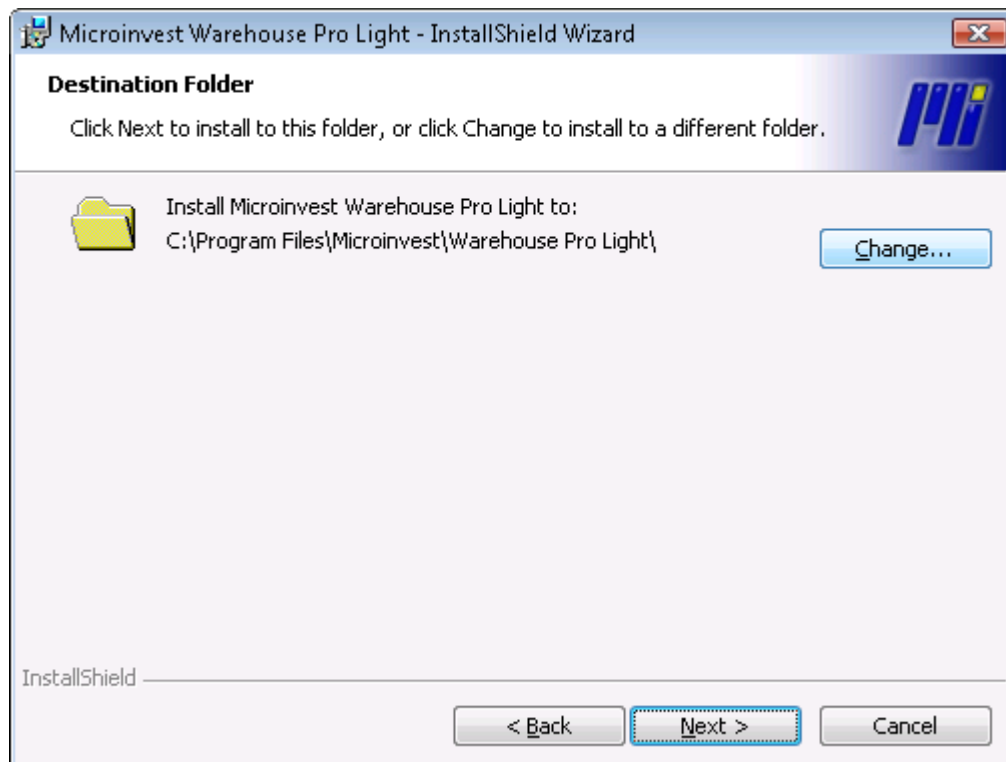 Microinvest Warehouse Pro Light - InstallShield Wizard
Destination Folder
Click Next to install to this folder, or click Change to install to a different folder.
Install Microinvest Warehouse Pro Light to:
C:\Program Files\Microinvest\Warehouse Pro Light\
Change...
InstallShield
< Back
Next >
Cancel